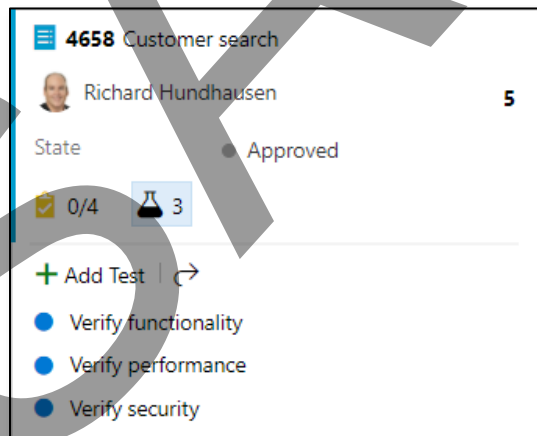 4658 Customer search
Richard Hundhausen
5
State
Approved
0/4
3
Add Test
Verify functionality
Verify performance
Verify security